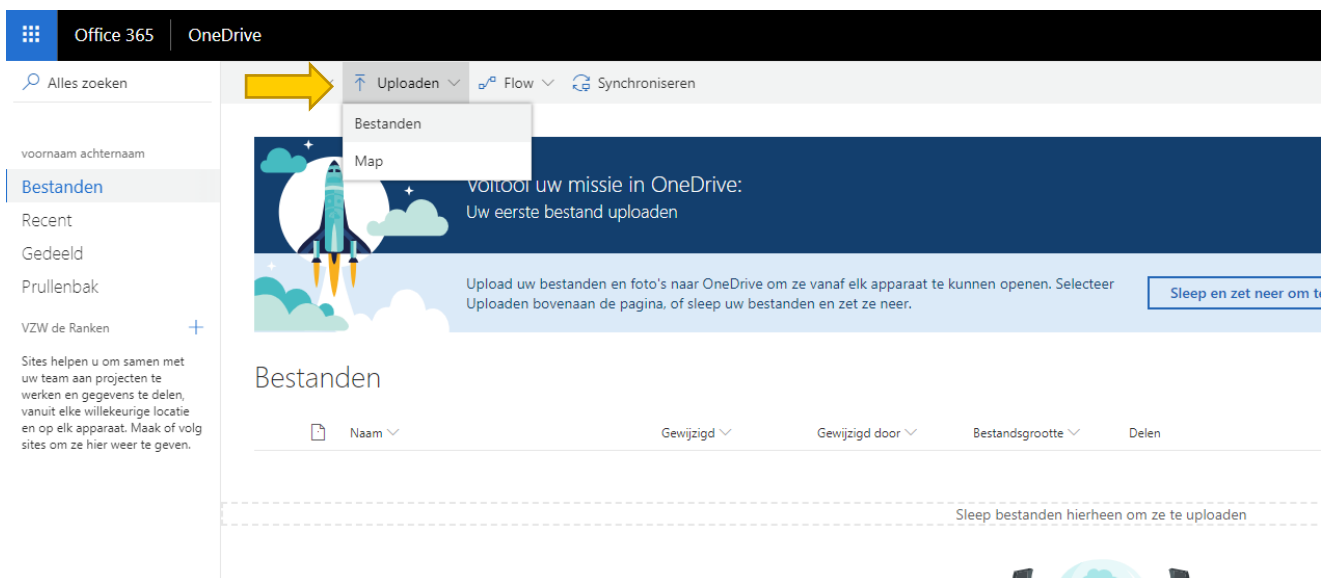 Office 365 OneDrive
Alles zoeken
Uploaden Flow Synchroniseren
Bestanden
Map
voornaam achternaam
Bestanden
Recent
Gedeeld
Prullenbak
VZW de Ranken
Sites helpen u om samen met
uw team aan projecten te
werken en gegevens te delen,
vanuit elke willekeurige locatie
en op elk apparaat. Maak of volg
sites om ze hier weer te geven.
Voltooi uw missie in OneDrive:
Uw eerste bestand uploaden
Upload uw bestanden en foto's naar OneDrive om ze vanaf elk apparaat te kunnen openen. Selecteer
Uploaden bovenaan de pagina, of sleep uw bestanden en zet ze neer.
Sleep en zet neer om t
Bestanden
Naam Gewijzigd Gewijzigd door Bestandsgrootte Delen
Sleep bestanden hierheen om ze te uploaden